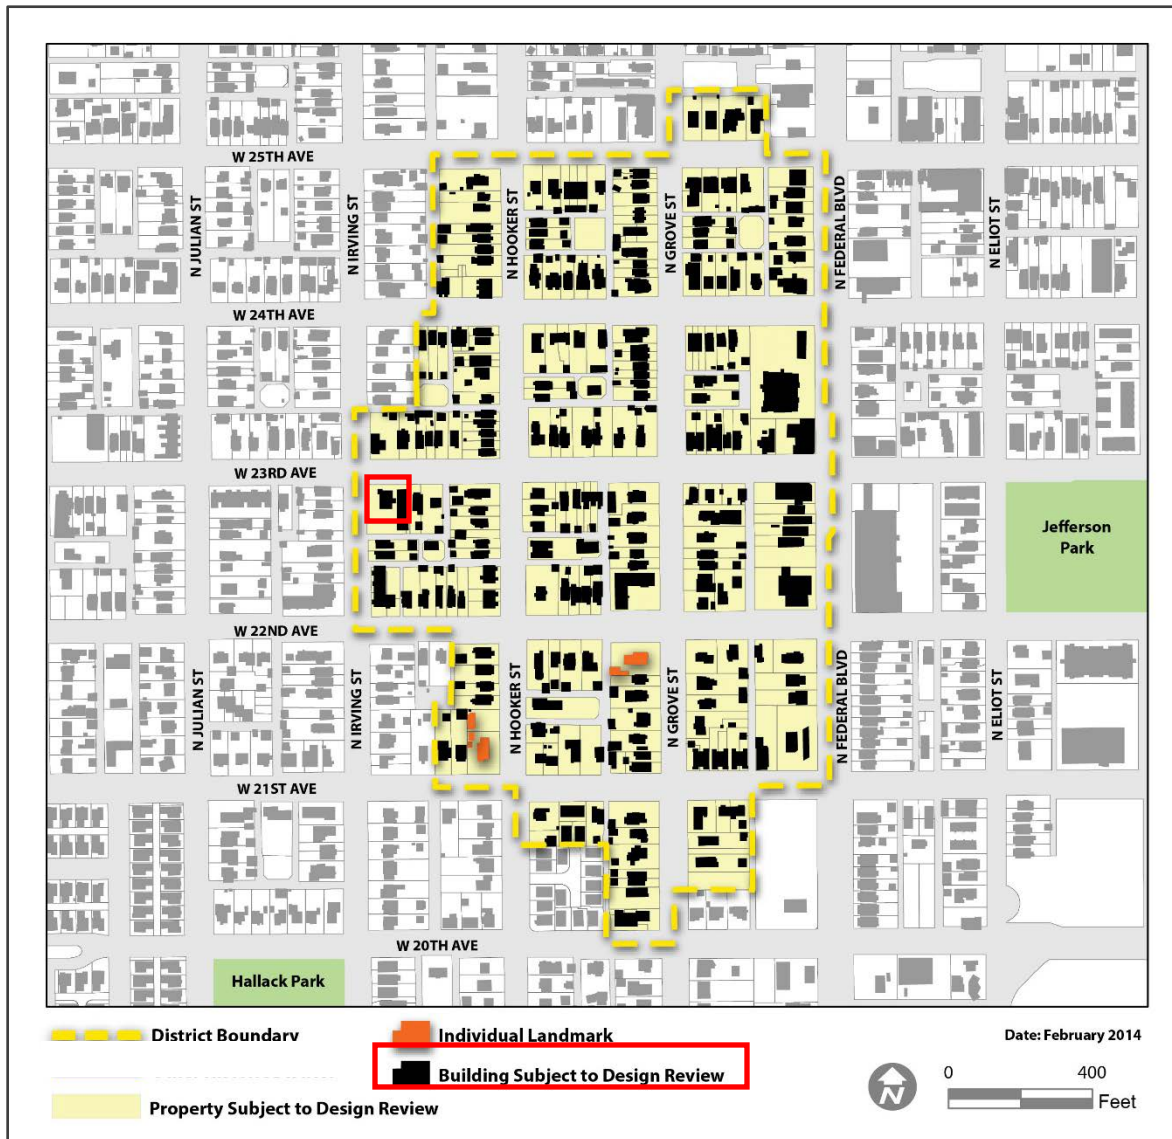 W 25TH AVE
N JULIAN ST
N IRVING ST
N HOOKER ST
N GROVE ST
N FEDERAL BLVD
N ELIOT ST
W 24TH AVE
W 23RD AVE
Jefferson
Park
W 22ND AVE
N JULIAN ST
N IRVING ST
N HOOKER ST
N GROVE ST
N FEDERAL BLVD
N ELIOT ST
W 21ST AVE
W 20TH AVE
Hallack Park
District Boundary
Individual Landmark
Date: February 2014
Building Subject to Design Review
Property Subject to Design Review
N
0 400
Feet